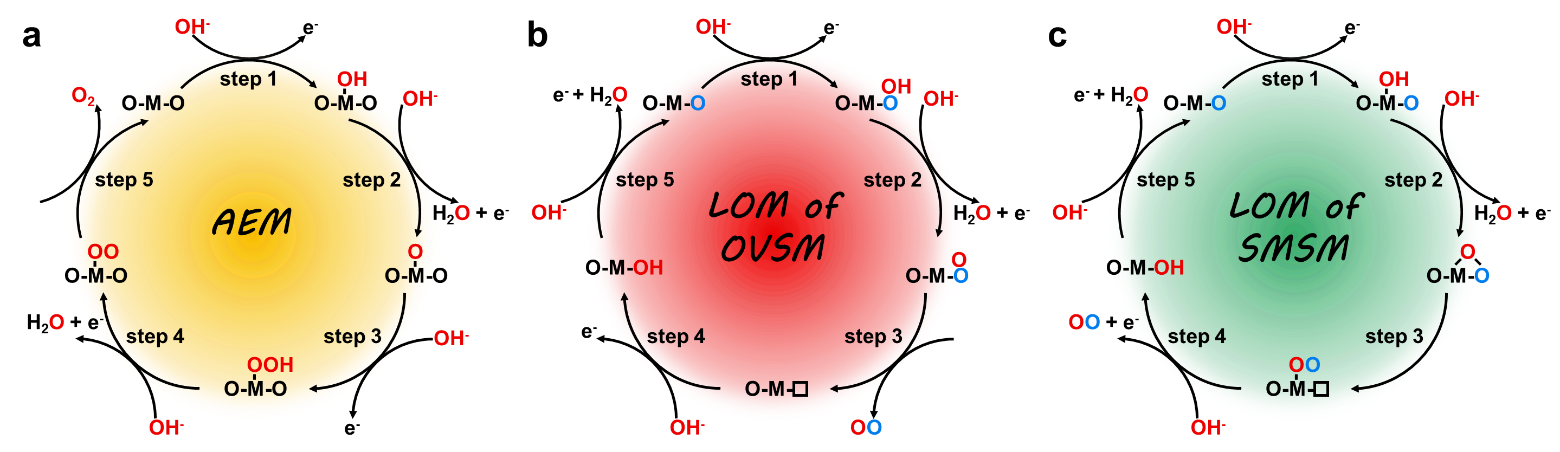 a
OH⁻
e⁻
step 1
O₂
O-M-O
OH
O-M-O
OH⁻
step 5
step 2
AEM
H₂O + e⁻
OO
O-M-O
O
O-M-O
H₂O + e⁻
step 4
step 3
OH⁻
OOH
O-M-O
OH⁻
e⁻
b
OH⁻
e⁻
step 1
e⁻ + H₂O
O-M-O
OH
O-M-O
OH⁻
step 5
step 2
LOM of
OVSM
OH⁻
H₂O + e⁻
O-M-OH
O
O-M-O
e⁻
step 4
step 3
O-M-□
OH⁻
OO
c
OH⁻
e⁻
step 1
e⁻ + H₂O
O-M-O
OH
O-M-O
OH⁻
step 5
step 2
LOM of
SMSM
OH⁻
H₂O + e⁻
O-M-OH
O
O-M-O
OO + e⁻
step 4
step 3
OO
O-M-□
OH⁻